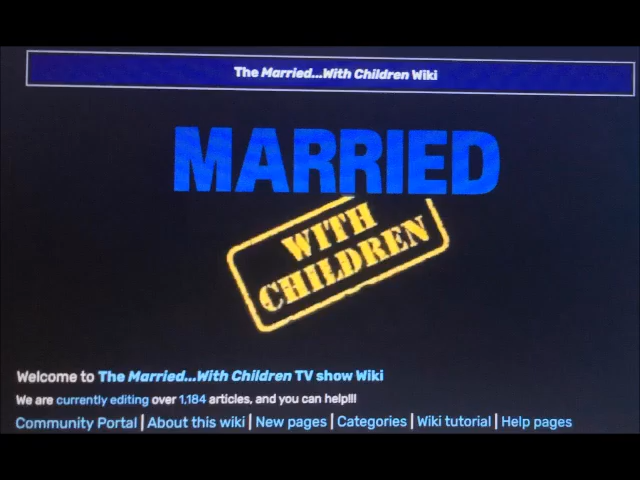 The Married...With Children Wiki
MARRIED
WITH
CHILDREN
Welcome to The Married...With Children TV show Wiki
We are currently editing over 1,184 articles, and you can help!!!
Community Portal | About this wiki | New pages | Categories | Wiki tutorial | Help pages